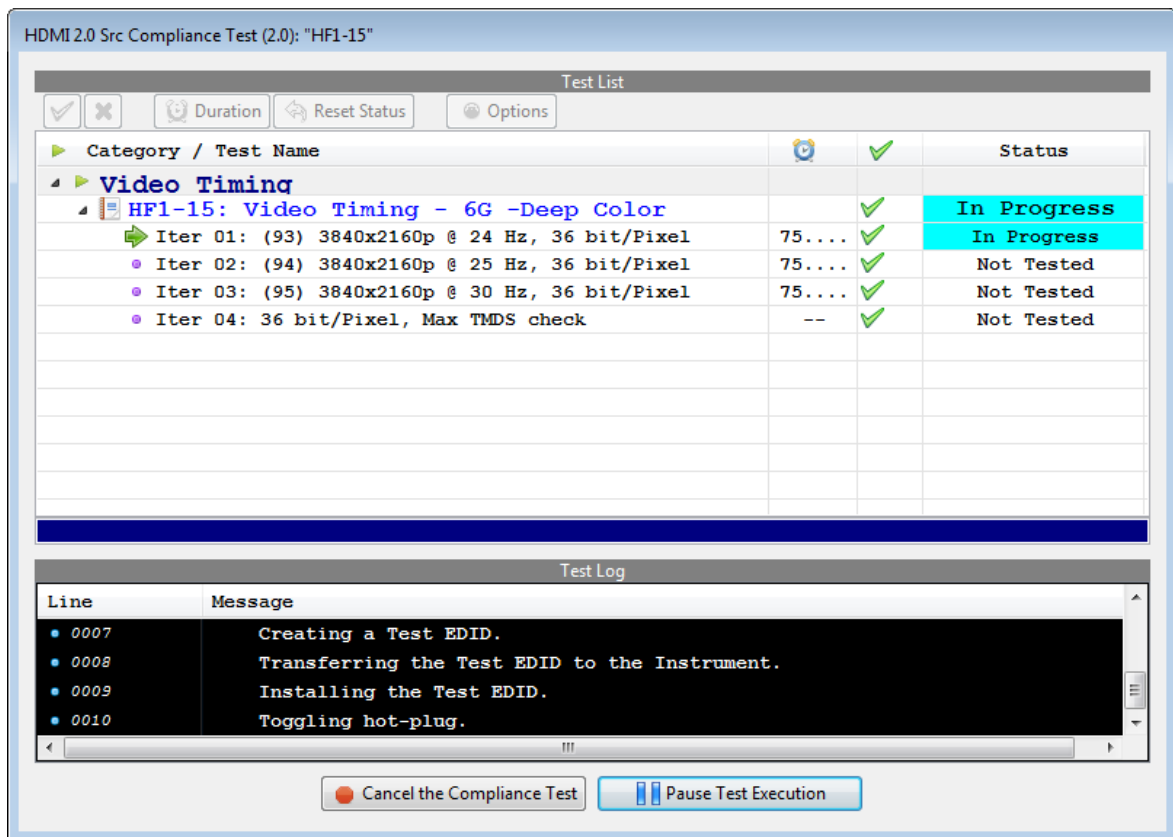 HDMI 2.0 Src Compliance Test (2.0): "HF1-15"
Test List
Duration Reset Status Options
Category / Test Name Status
Video Timing
HF1-15: Video Timing - 6G -Deep Color In Progress
Iter 01: (93) 3840x2160p @ 24 Hz, 36 bit/Pixel 75.... In Progress
Iter 02: (94) 3840x2160p @ 25 Hz, 36 bit/Pixel 75.... Not Tested
Iter 03: (95) 3840x2160p @ 30 Hz, 36 bit/Pixel 75.... Not Tested
Iter 04: 36 bit/Pixel, Max TMDS check -- Not Tested
Test Log
Line Message
0007 Creating a Test EDID.
0008 Transferring the Test EDID to the Instrument.
0009 Installing the Test EDID.
0010 Toggling hot-plug.
Cancel the Compliance Test Pause Test Execution